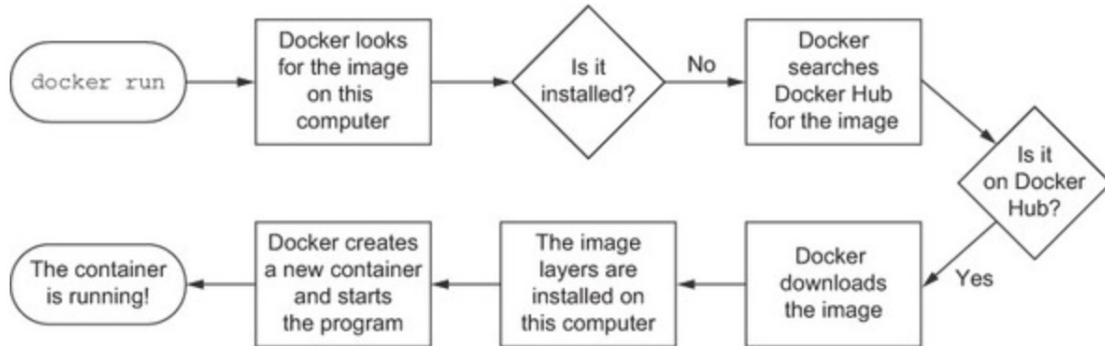 docker run
Docker looks
for the image
on this
computer
Is it
installed?
No
Docker
searches
Docker Hub
for the image
Is it
on Docker
Hub?
Yes
Docker
downloads
the image
The image
layers are
installed on
this computer
Docker creates
a new container
and starts
the program
The container
is running!